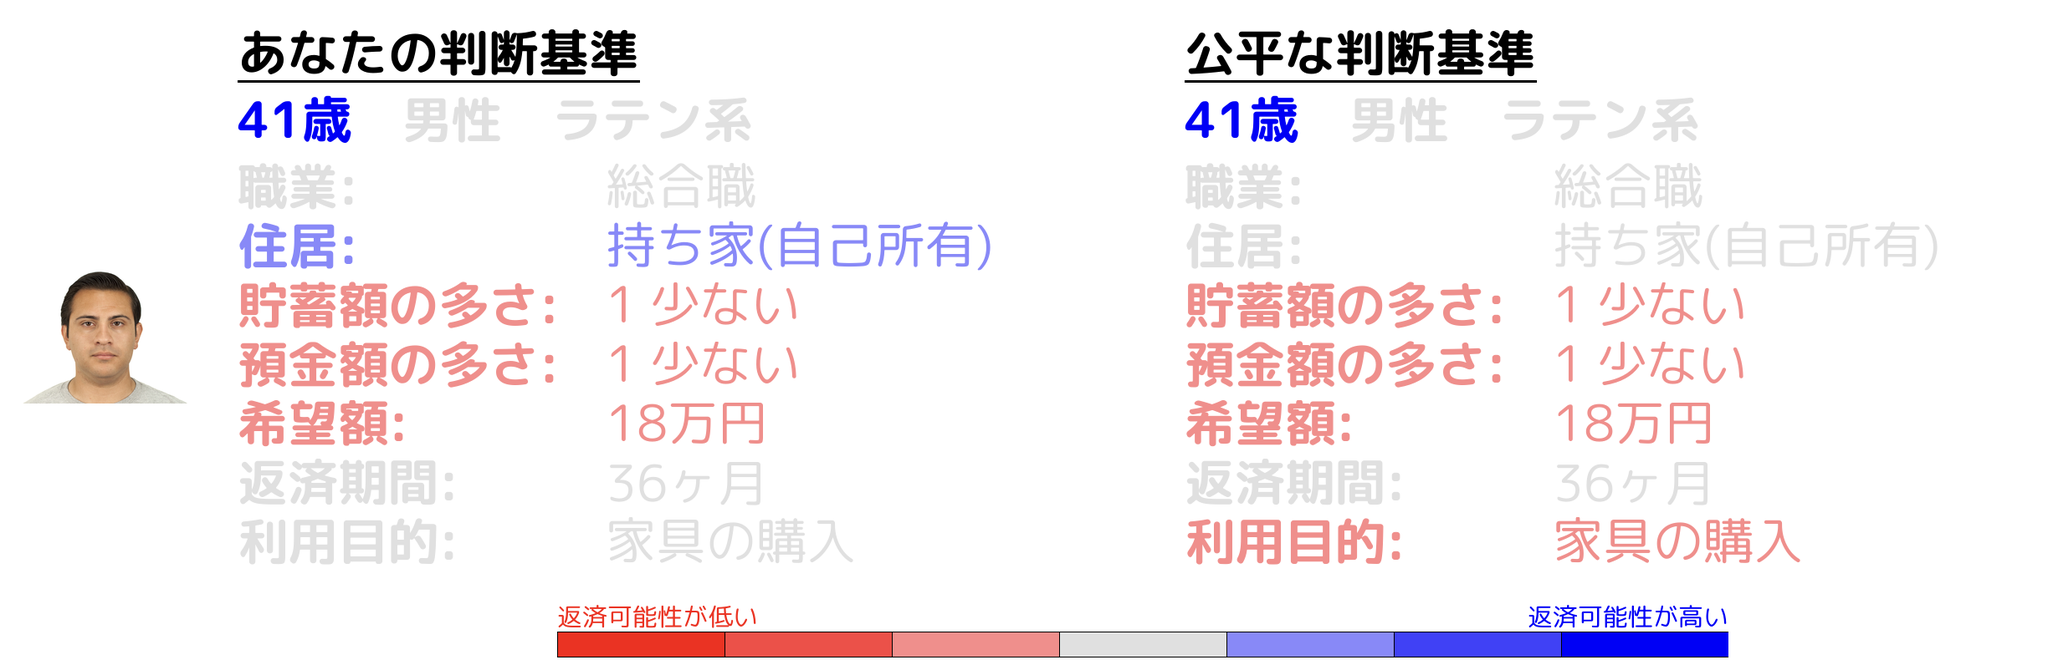 あなたの判断基準
41歳 男性 ラテン系
職業: 総合職
住居: 持ち家(自己所有)
貯蓄額の多さ: 1 少ない
預金額の多さ: 1 少ない
希望額: 18万円
返済期間: 36ヶ月
利用目的: 家具の購入
公平な判断基準
41歳 男性 ラテン系
職業: 総合職
住居: 持ち家(自己所有)
貯蓄額の多さ: 1 少ない
預金額の多さ: 1 少ない
希望額: 18万円
返済期間: 36ヶ月
利用目的: 家具の購入
返済可能性が低い
返済可能性が高い